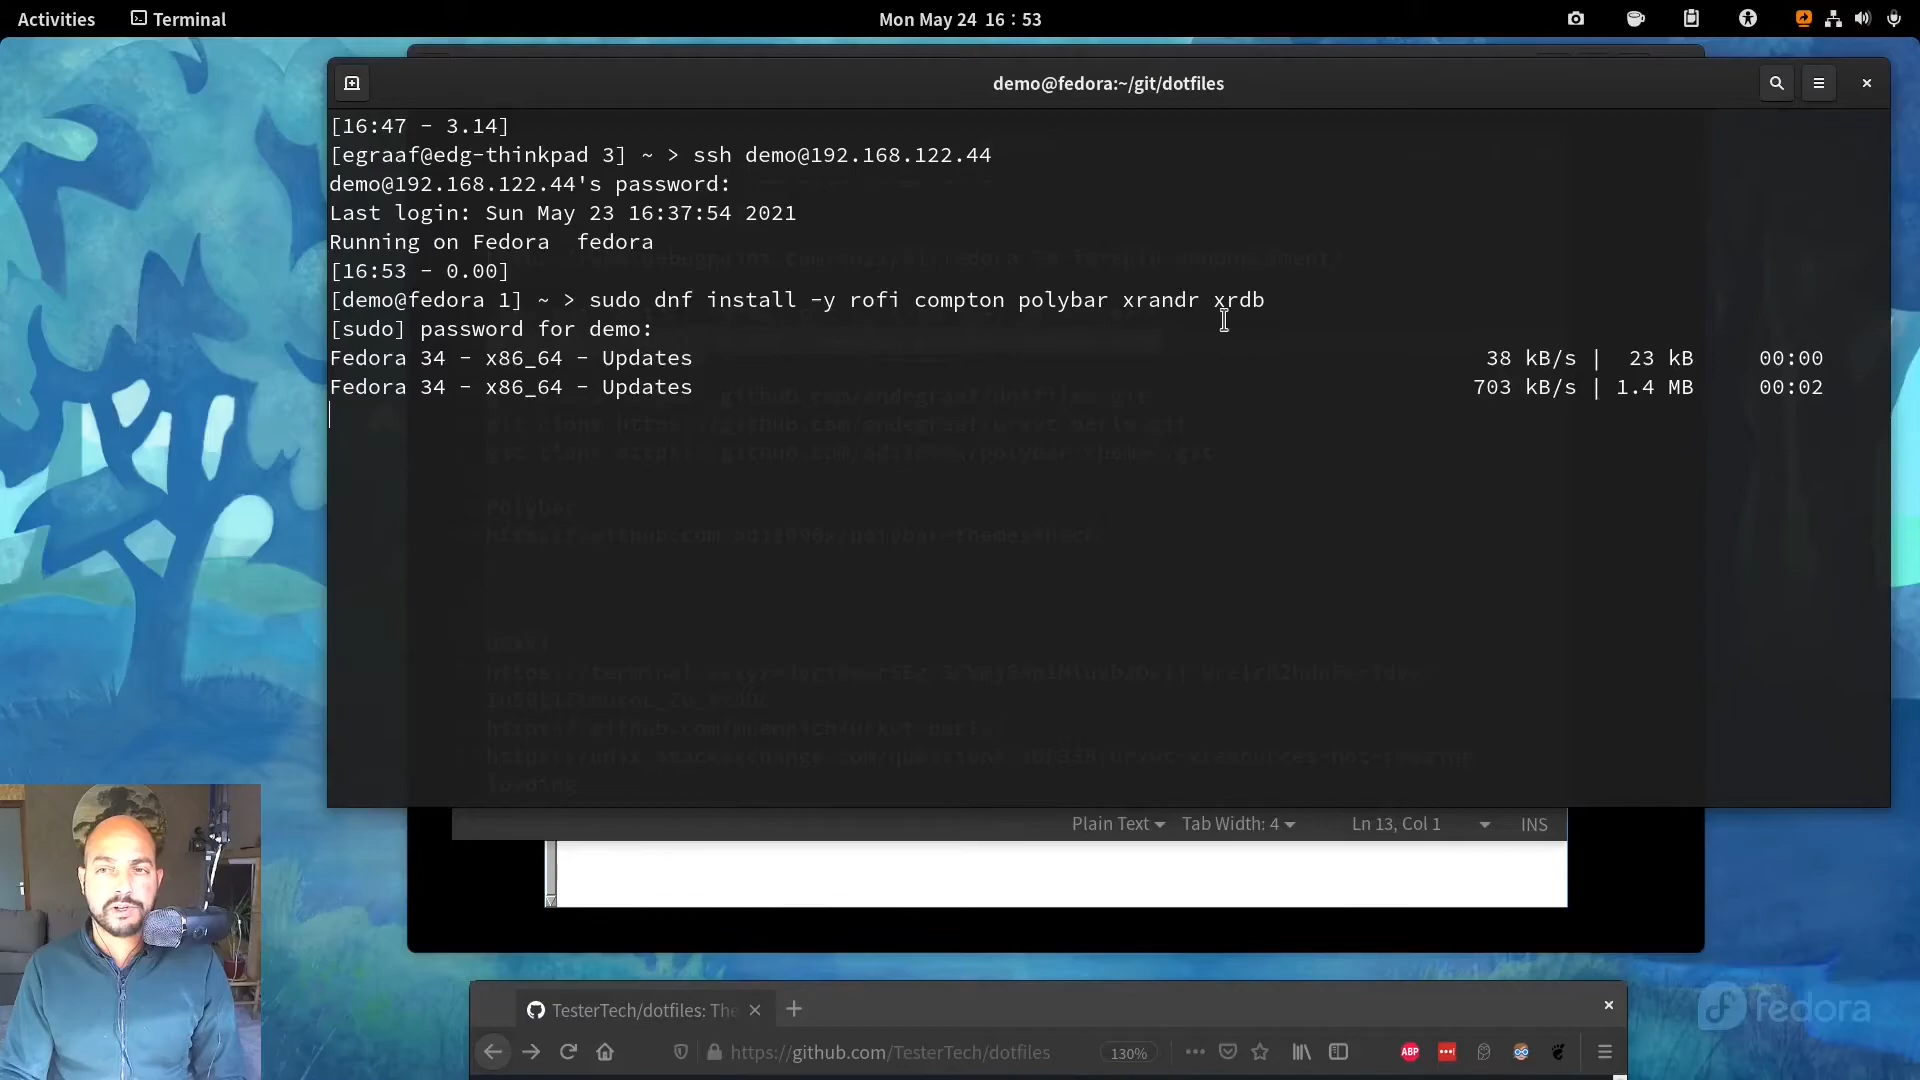 Activities Terminal Mon May 24 16 : 53
demo@fedora:~/git/dotfiles
[16:47 - 3.14]
[egraaf@edg-thinkpad 3] ~ > ssh demo@192.168.122.44
demo@192.168.122.44's password:
Last login: Sun May 23 16:37:54 2021
Running on Fedora  fedora
[16:53 - 0.00]
[demo@fedora 1] ~ > sudo dnf install -y rofi compton polybar xrandr xrdb
[sudo] password for demo:
Fedora 34 - x86_64 - Updates 38 kB/s | 23 kB 00:00
Fedora 34 - x86_64 - Updates 703 kB/s | 1.4 MB 00:02
Polybar
loading
Plain Text Tab Width: 4 Ln 13, Col 1 INS
fedora
TesterTech/dotfiles: The
https://github.com/TesterTech/dotfiles 130% ABP